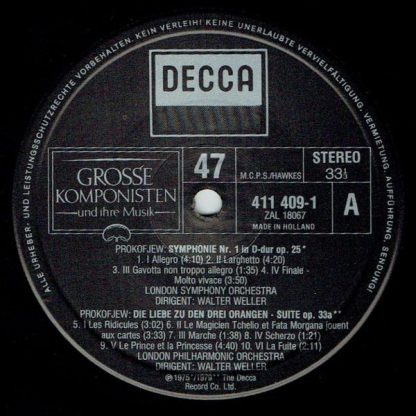 ALLE URHEBER- UND LEISTUNGSSCHUTZRECHTE VORBEHALTEN. KEIN VERLEIH! KEINE UNERLAUBTE VERVIELFÄLTIGUNG, VERMIETUNG, AUFFÜHRUNG, SENDUNG!
DECCA
GROSSE
KOMPONISTEN
und ihre Musik
47
M.C.P.S./HAWKES
STEREO
33⅓
411 409-1
ZAL 18067
MADE IN HOLLAND
A
PROKOFJEW: SYMPHONIE Nr. 1 in D-dur op. 25*
1. I Allegro (4:10) 2. II Larghetto (4:20)
3. III Gavotta non troppo allegro (1:35) 4. IV Finale -
Molto vivace (3:50)
LONDON SYMPHONY ORCHESTRA
DIRIGENT: WALTER WELLER
PROKOFJEW: DIE LIEBE ZU DEN DREI ORANGEN - SUITE op. 33a**
5. I Les Ridicules (3:02) 6. II Le Magicien Tchelio et Fata Morgana jouent
aux cartes (3:33) 7. III Marche (1:38) 8. IV Scherzo (1:21)
9. V Le Prince et la Princesse (4:40) 10. VI La Fuite (2:11)
LONDON PHILHARMONIC ORCHESTRA
DIRIGENT: WALTER WELLER
℗ 1975*/1979** The Decca
Record Co. Ltd.